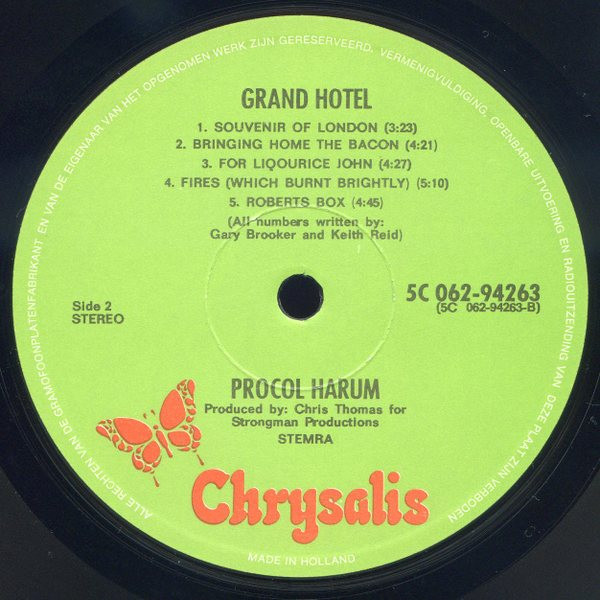 ALLE RECHTEN VAN DE GRAMOFOONPLATENFABRIKANT EN VAN DE EIGENAAR VAN HET OPGENOMEN WERK ZIJN GERESERVEERD. VERMENIGVULDIGING, OPENBARE UITVOERING EN RADIOUITZENDING VAN DEZE PLAAT ZIJN VERBODEN
GRAND HOTEL
1. SOUVENIR OF LONDON (3:23)
2. BRINGING HOME THE BACON (4:21)
3. FOR LIQOURICE JOHN (4:27)
4. FIRES (WHICH BURNT BRIGHTLY) (5:10)
5. ROBERTS BOX (4:45)
(All numbers written by:
Gary Brooker and Keith Reid)
Side 2
STEREO
5C 062-94263
(5C 062-94263-B)
PROCOL HARUM
Produced by: Chris Thomas for
Strongman Productions
STEMRA
Chrysalis
MADE IN HOLLAND